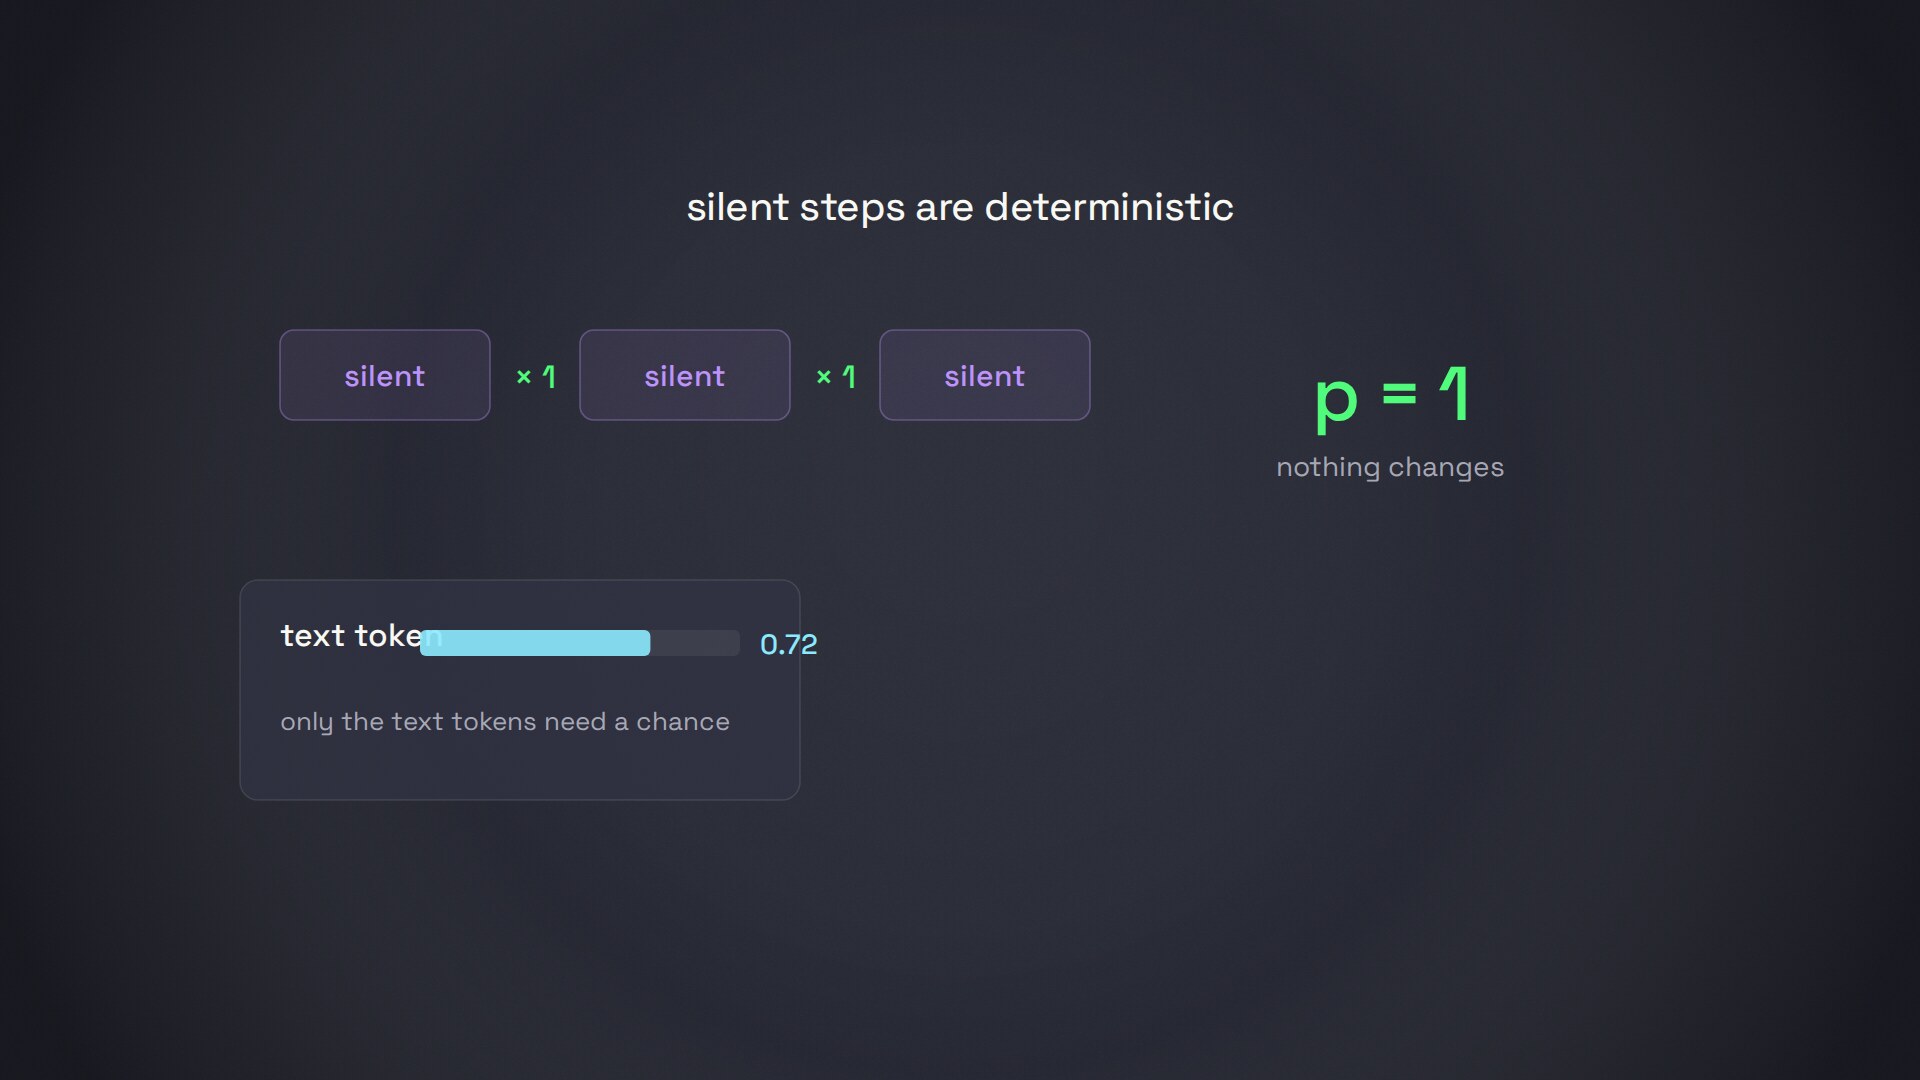 silent steps are deterministic
silent × 1 silent × 1 silent
p = 1
nothing changes
text token 0.72
only the text tokens need a chance